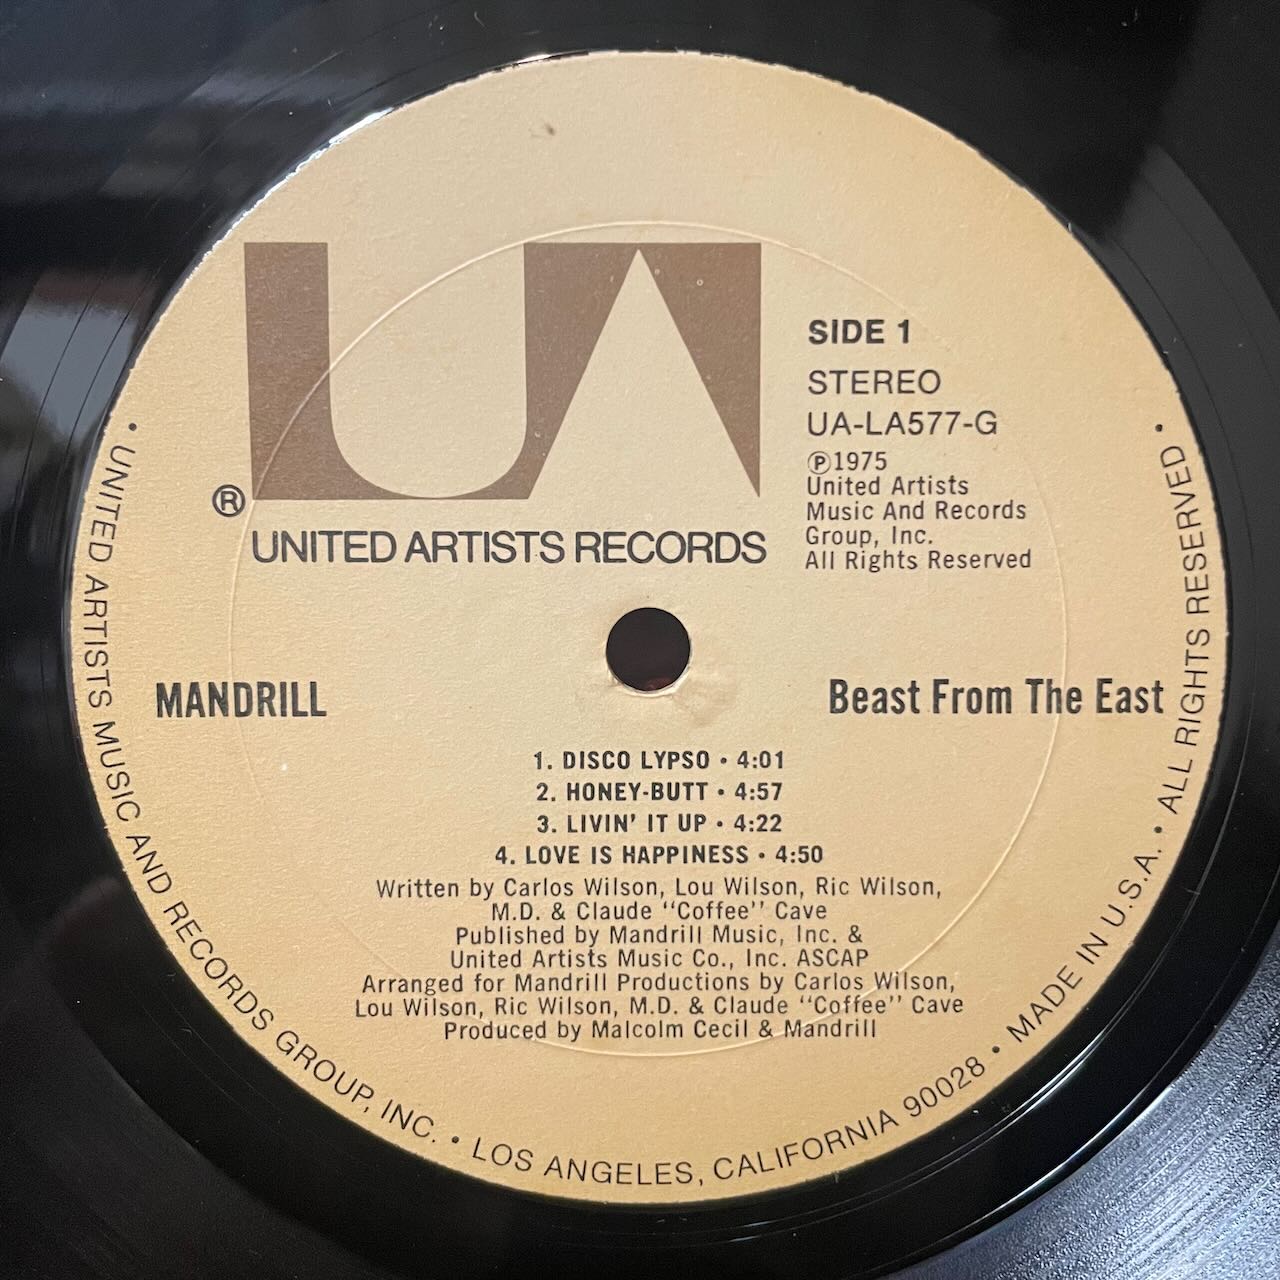 UA
®
UNITED ARTISTS RECORDS
SIDE 1
STEREO
UA-LA577-G
℗1975
United Artists
Music And Records
Group, Inc.
All Rights Reserved
MANDRILL
Beast From The East
1. DISCO LYPSO • 4:01
2. HONEY-BUTT • 4:57
3. LIVIN' IT UP • 4:22
4. LOVE IS HAPPINESS • 4:50
Written by Carlos Wilson, Lou Wilson, Ric Wilson,
M.D. & Claude "Coffee" Cave
Published by Mandrill Music, Inc. &
United Artists Music Co., Inc. ASCAP
Arranged for Mandrill Productions by Carlos Wilson,
Lou Wilson, Ric Wilson, M.D. & Claude "Coffee" Cave
Produced by Malcolm Cecil & Mandrill
• UNITED ARTISTS MUSIC AND RECORDS GROUP, INC. • LOS ANGELES, CALIFORNIA 90028 • MADE IN U.S.A. • ALL RIGHTS RESERVED •